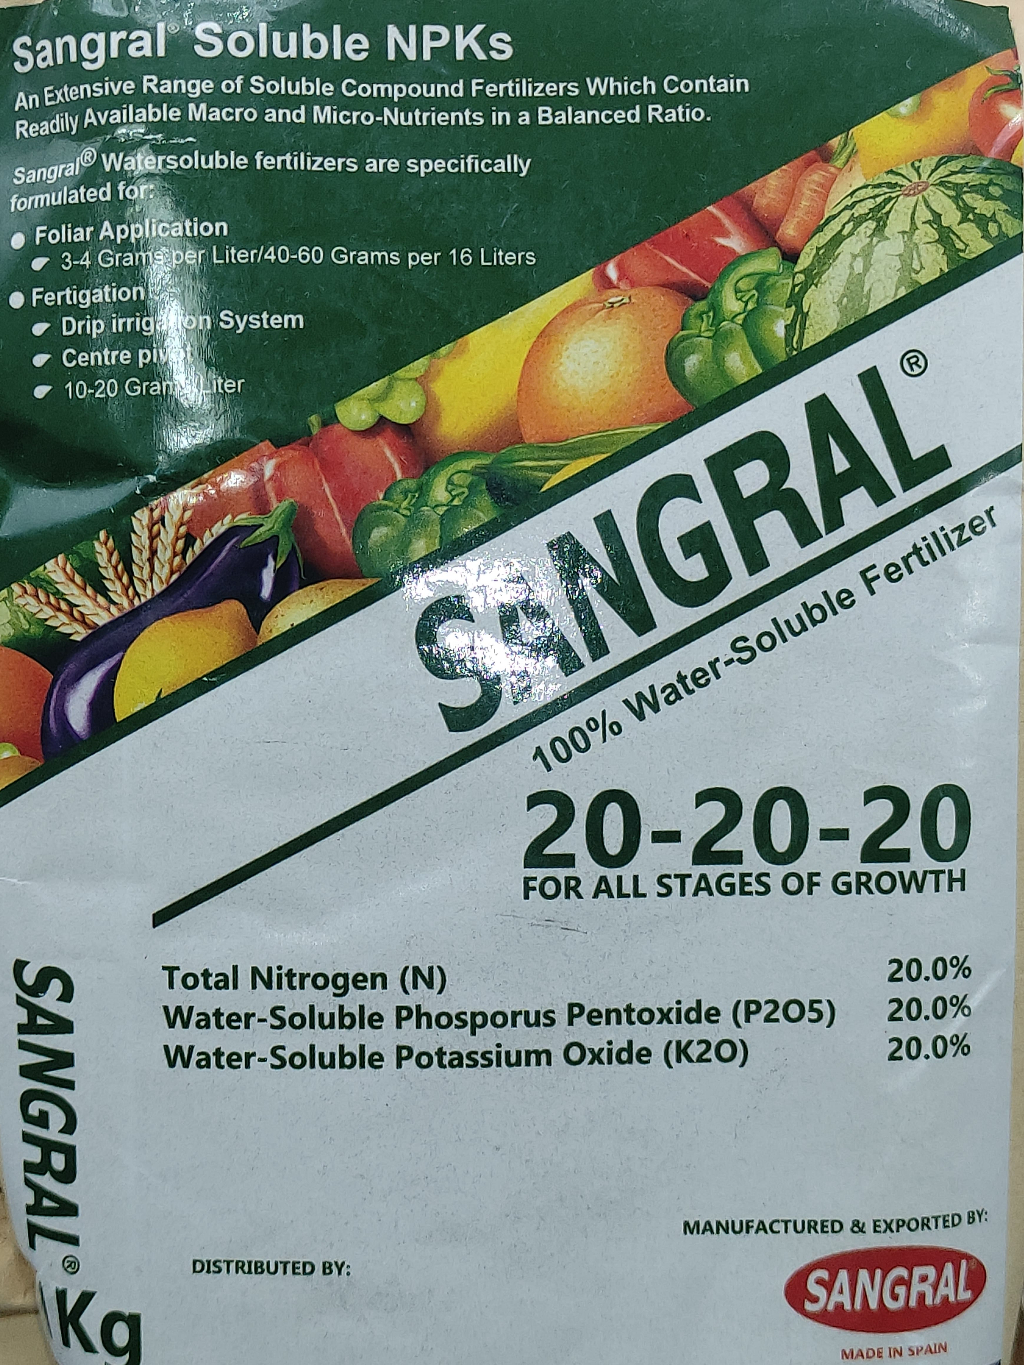 Sangral® Soluble NPKs
An Extensive Range of Soluble Compound Fertilizers Which Contain
Readily Available Macro and Micro-Nutrients in a Balanced Ratio.
Sangral® Watersoluble fertilizers are specifically
formulated for:
Foliar Application
3-4 Grams per Liter/40-60 Grams per 16 Liters
Fertigation
Drip irrigation System
Centre pivot
10-20 Grams/Liter
SANGRAL®
100% Water-Soluble Fertilizer
20-20-20
FOR ALL STAGES OF GROWTH
Total Nitrogen (N) 20.0%
Water-Soluble Phosporus Pentoxide (P2O5) 20.0%
Water-Soluble Potassium Oxide (K2O) 20.0%
SANGRAL®
Kg
DISTRIBUTED BY:
MANUFACTURED & EXPORTED BY:
SANGRAL®
MADE IN SPAIN